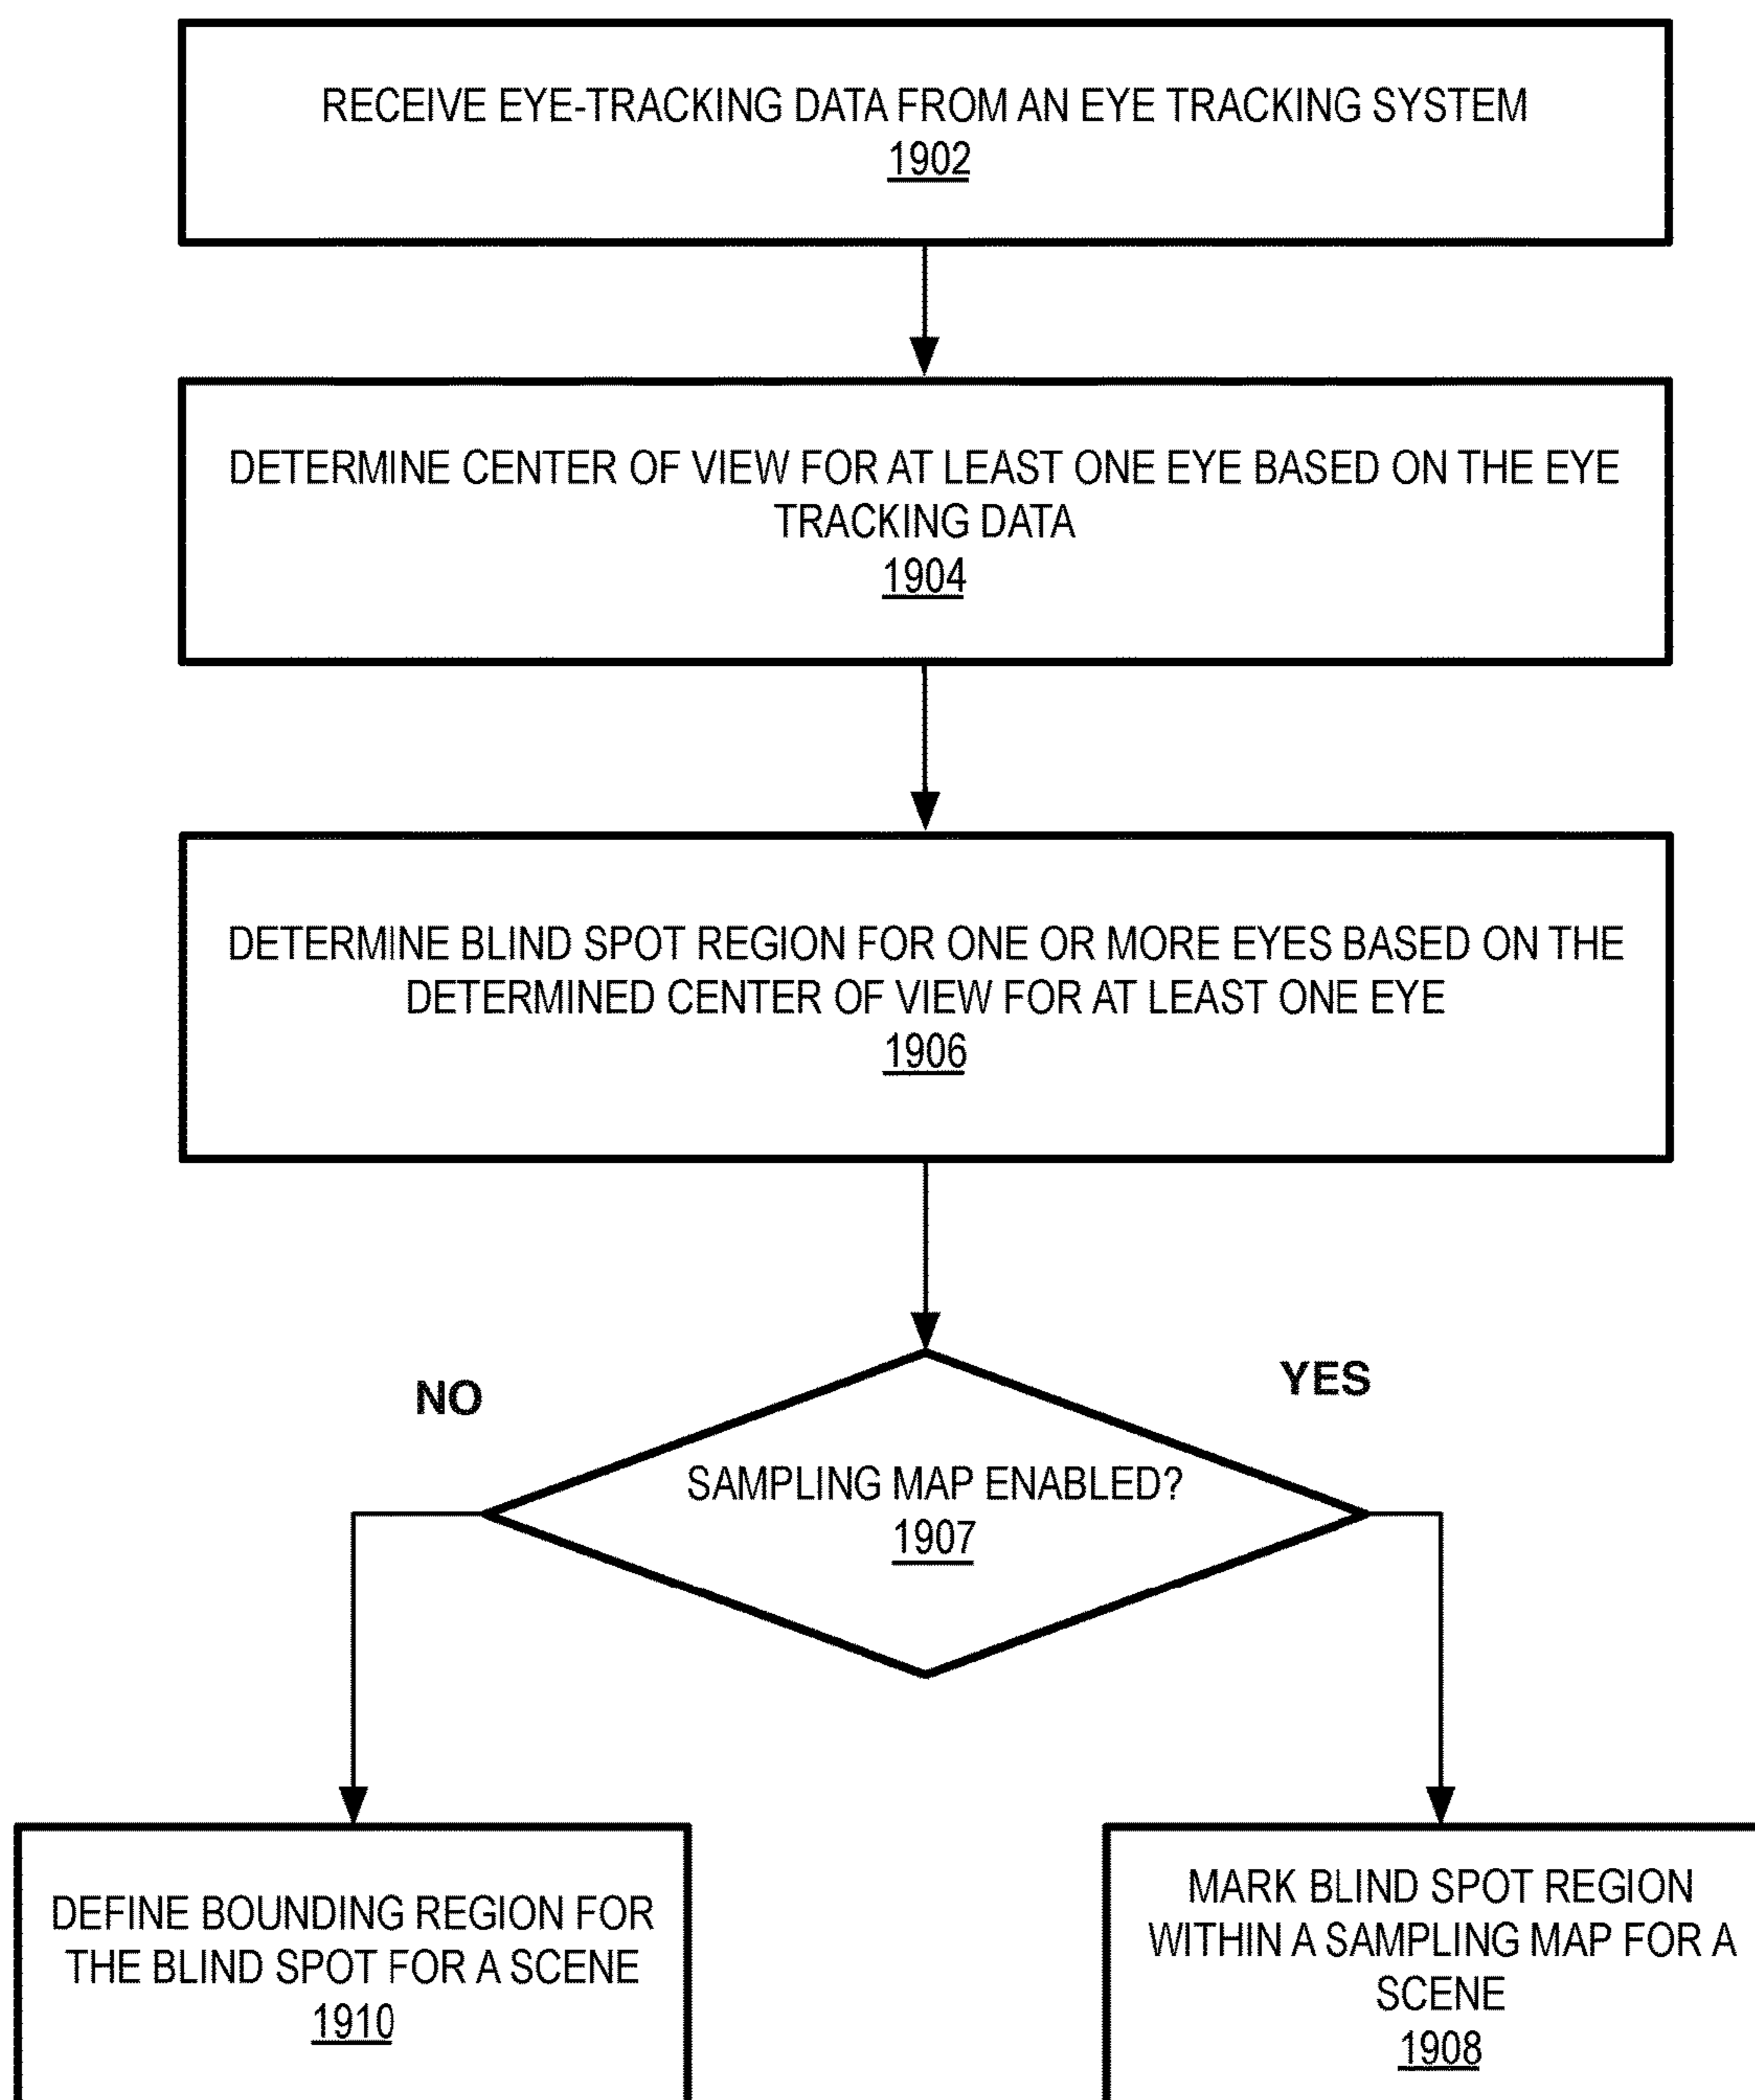 RECEIVE EYE-TRACKING DATA FROM AN EYE TRACKING SYSTEM
1902
DETERMINE CENTER OF VIEW FOR AT LEAST ONE EYE BASED ON THE EYE
TRACKING DATA
1904
DETERMINE BLIND SPOT REGION FOR ONE OR MORE EYES BASED ON THE
DETERMINED CENTER OF VIEW FOR AT LEAST ONE EYE
1906
NO
YES
SAMPLING MAP ENABLED?
1907
DEFINE BOUNDING REGION FOR
THE BLIND SPOT FOR A SCENE
1910
MARK BLIND SPOT REGION
WITHIN A SAMPLING MAP FOR A
SCENE
1908